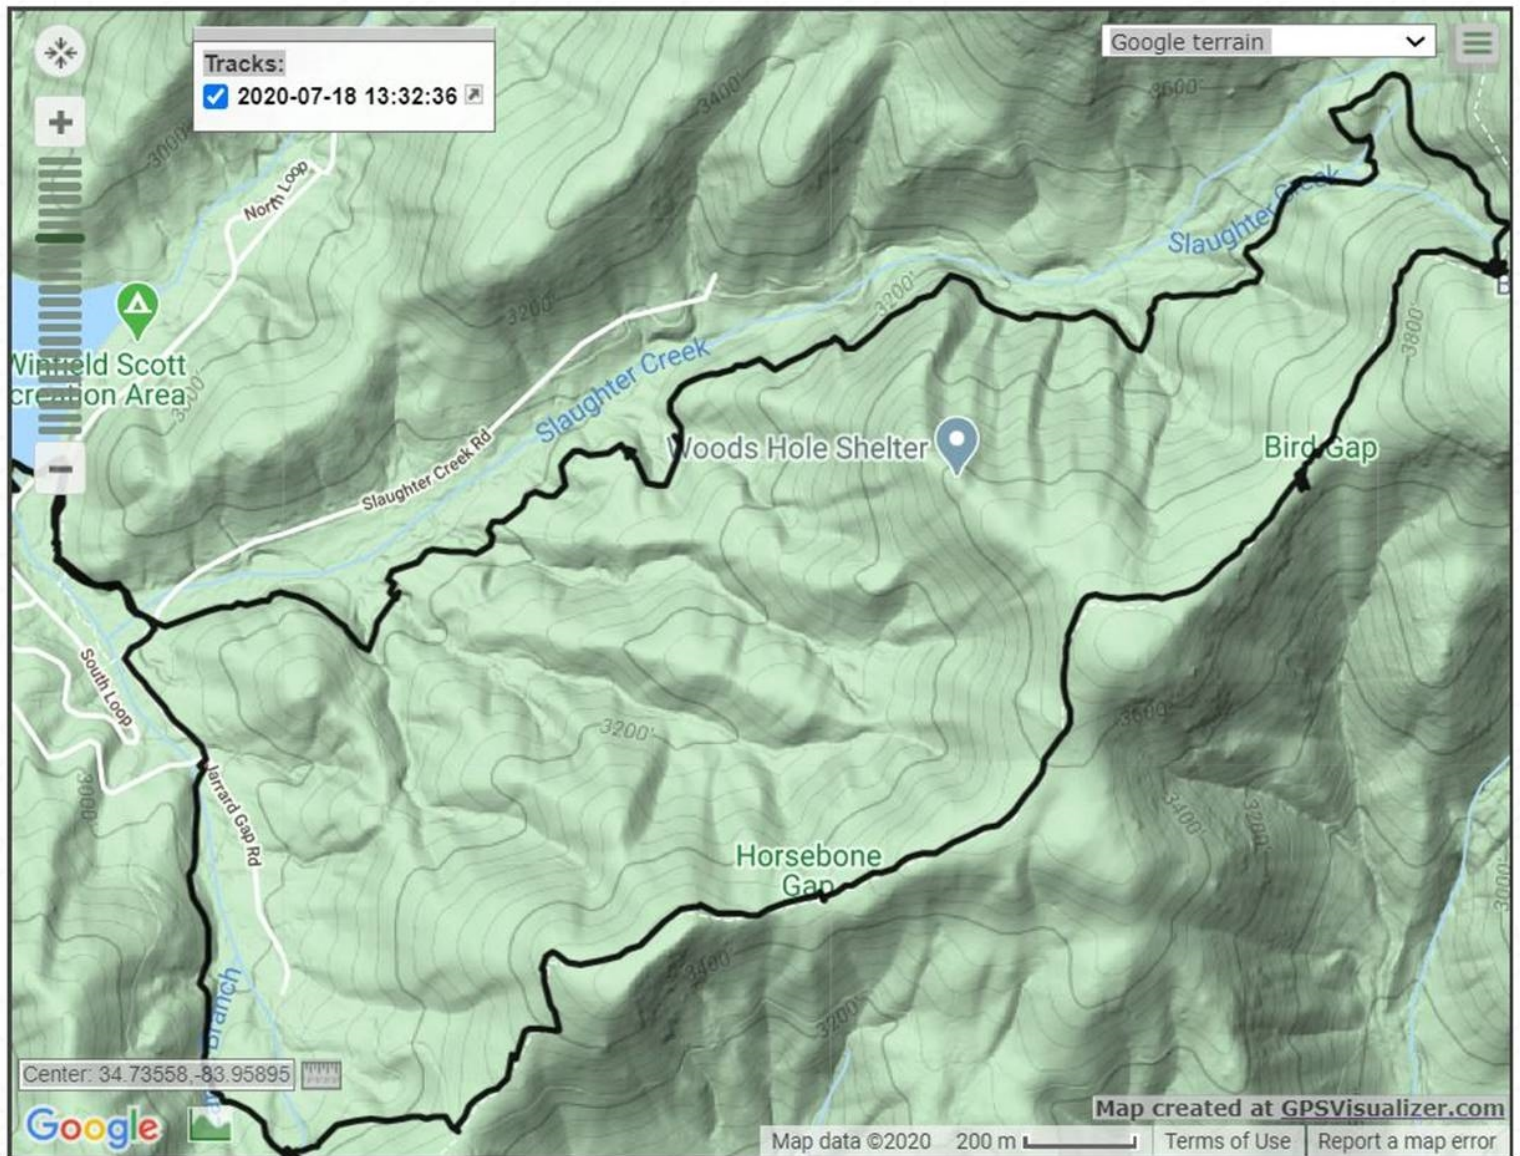 Google terrain
Tracks:
2020-07-18 13:32:36
3400'
3600'
3000'
North Loop
Slaughter Creek
3200'
3200'
Winfield Scott
creation Area
3000'
Slaughter Creek
3800'
Slaughter Creek Rd
Woods Hole Shelter
Bird Gap
South Loop
3200'
3600'
3000'
Jarrard Gap Rd
3400'
3200'
Horsebone
Gap
3000'
3400'
3200'
Branch
Center: 34.73558,-83.95895
Google
Map created at GPSVisualizer.com
Map data ©2020 200 m Terms of Use Report a map error